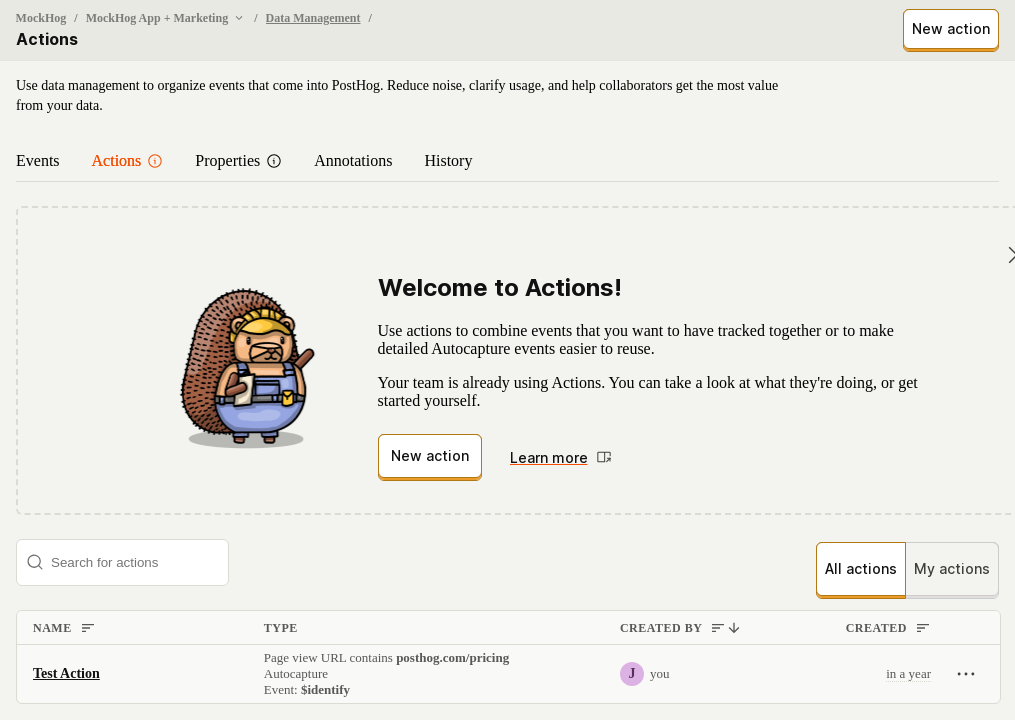 MockHog / MockHog App + Marketing / Data Management /
Actions
New action
Use data management to organize events that come into PostHog. Reduce noise, clarify usage, and help collaborators get the most value
from your data.
Events Actions Properties Annotations History
Welcome to Actions!
Use actions to combine events that you want to have tracked together or to make
detailed Autocapture events easier to reuse.
Your team is already using Actions. You can take a look at what they're doing, or get
started yourself.
New action Learn more
Search for actions
All actions My actions
NAME TYPE CREATED BY CREATED
Test Action
Page view URL contains posthog.com/pricing
Autocapture
Event: $identify
J you
in a year